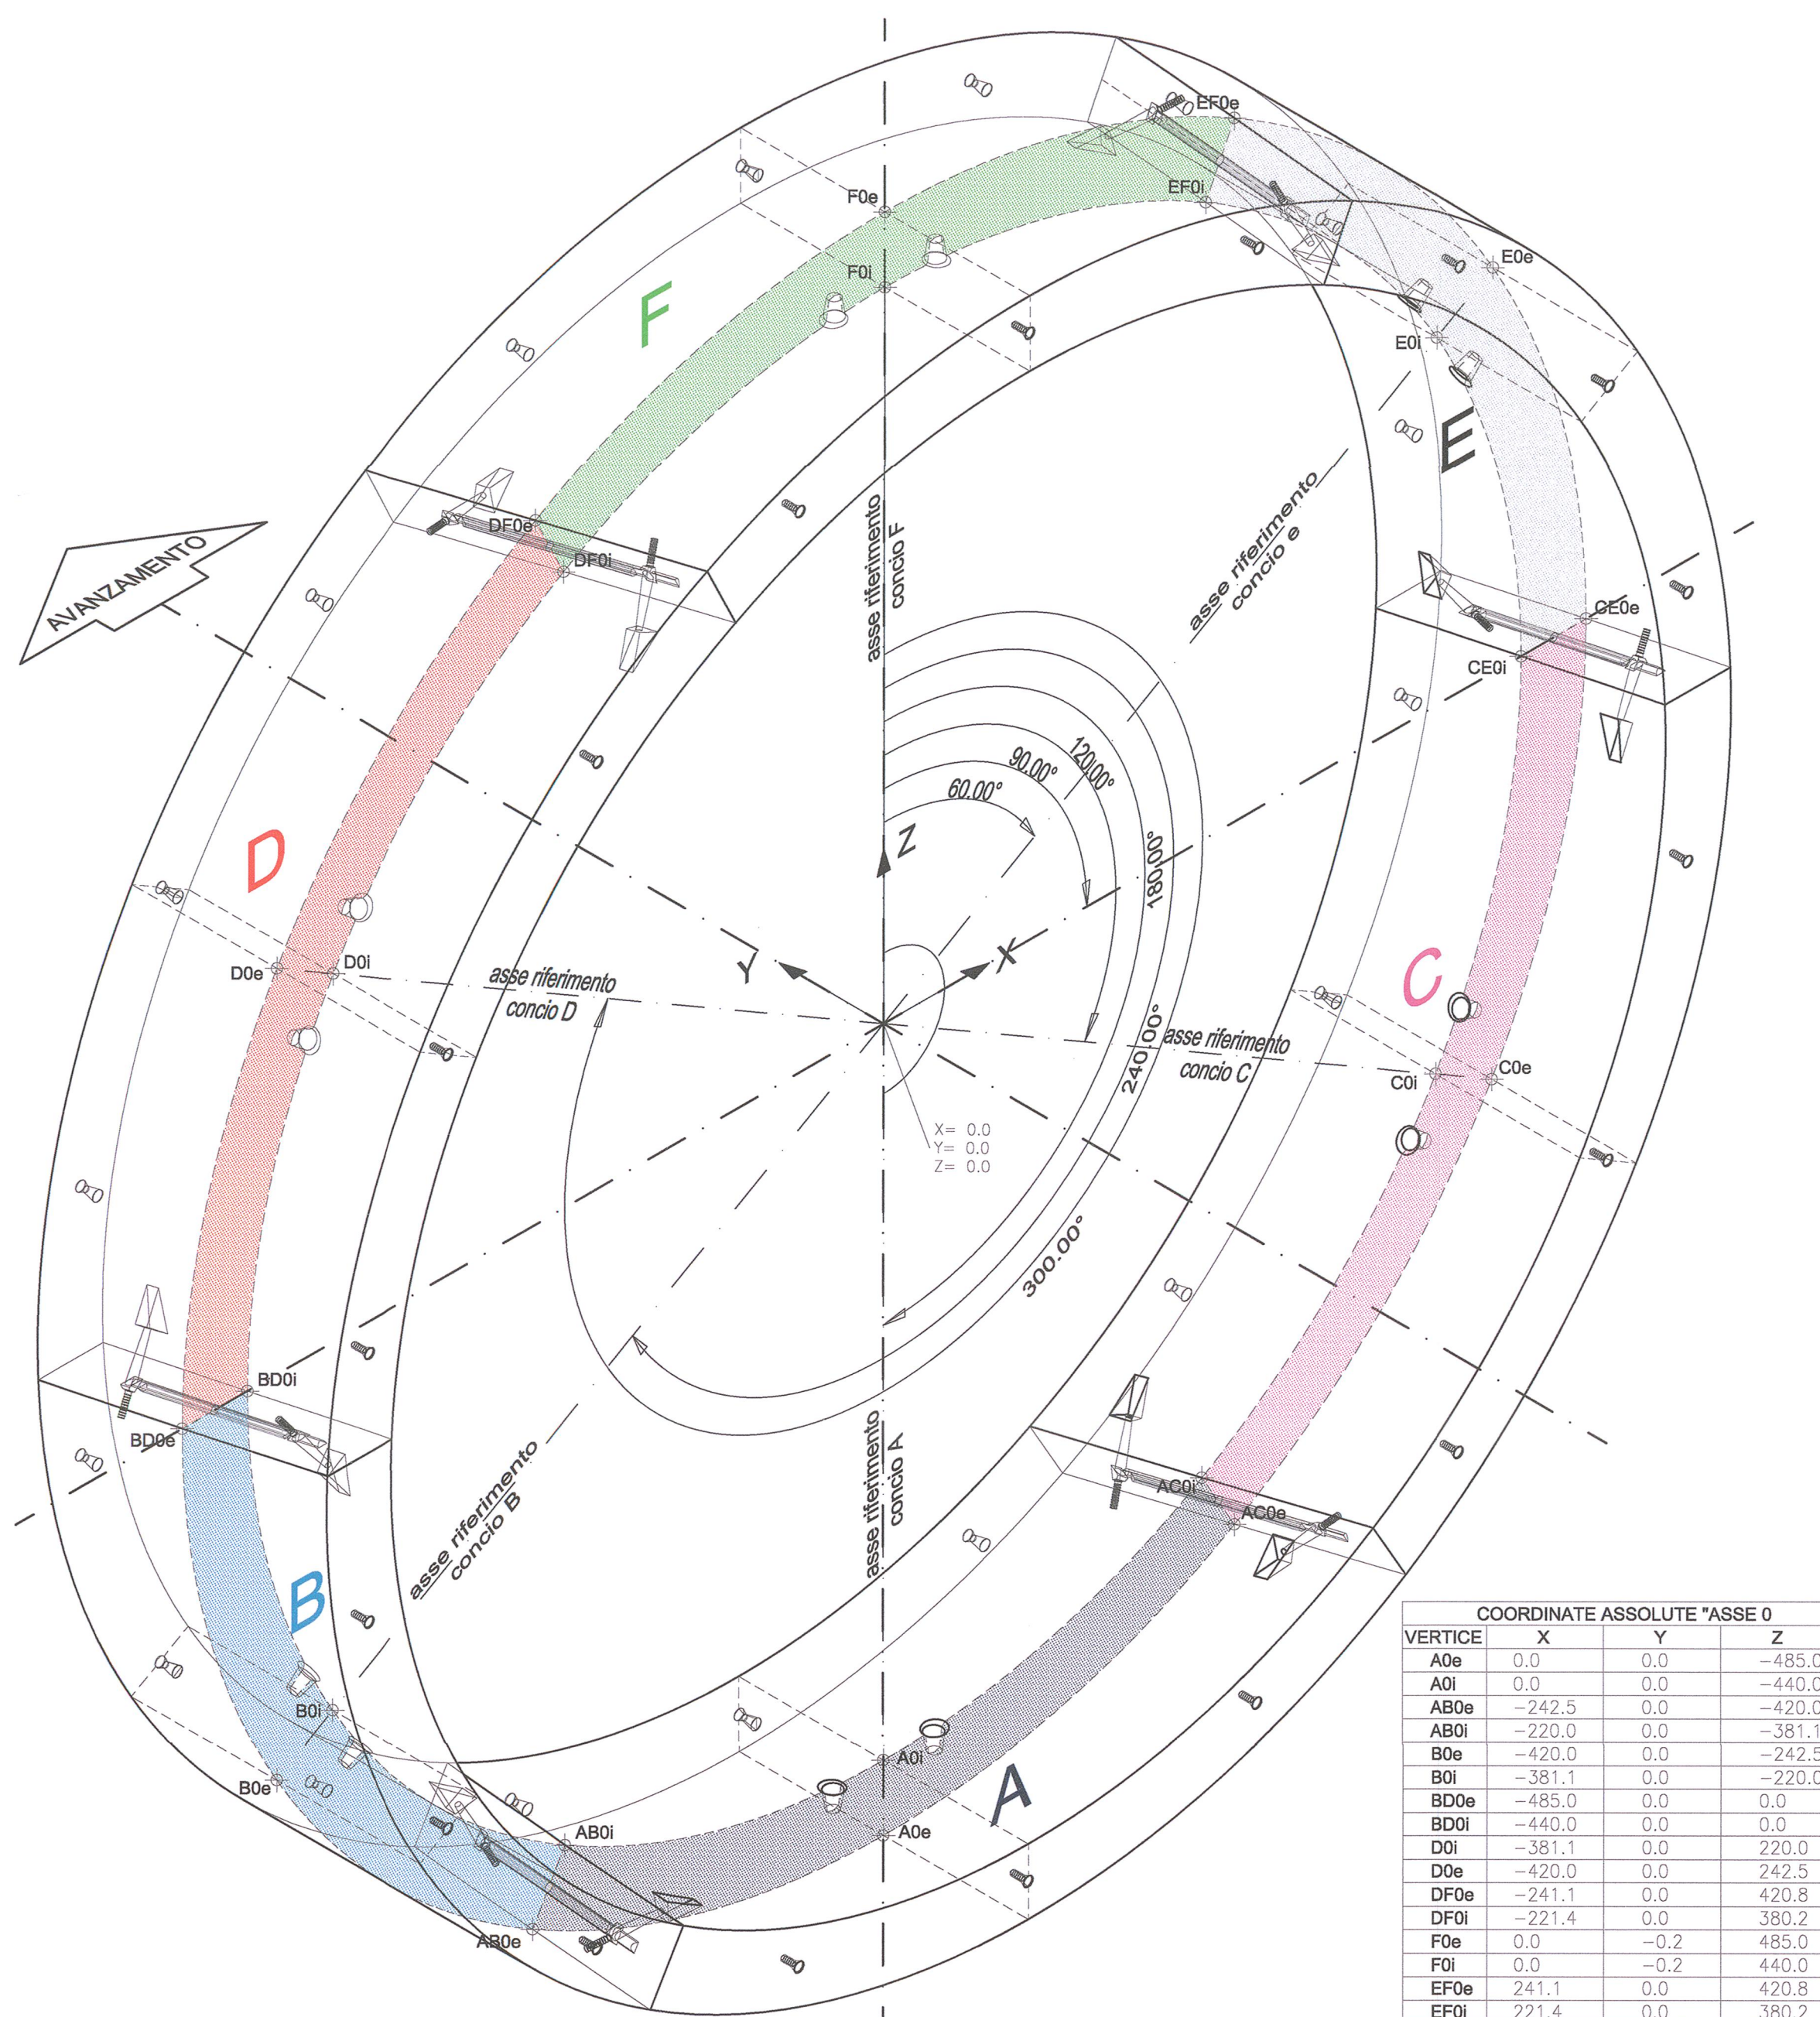 EF0e
F0e
EF0i
F0i
E0e
F
E0i
E
asse riferimento
concio F
asse riferimento
concio e
DF0e
DF0i
AVANZAMENTO
CE0e
CE0i
120.00°
90.00°
60.00°
Z
180.00°
D
X
Y
D0e
D0i
asse riferimento
concio D
C
240.00°
asse riferimento
concio C
C0i
C0e
X= 0.0
Y= 0.0
Z= 0.0
300.00°
BD0i
BD0e
asse riferimento
concio B
asse riferimento
concio A
AC0i
AC0e
B
B0i
B0e
A0i
A
A0e
AB0i
AB0e
COORDINATE ASSOLUTE "ASSE 0
VERTICE X Y Z
A0e 0.0 0.0 −485.0
A0i 0.0 0.0 −440.0
AB0e −242.5 0.0 −420.0
AB0i −220.0 0.0 −381.1
B0e −420.0 0.0 −242.5
B0i −381.1 0.0 −220.0
BD0e −485.0 0.0 0.0
BD0i −440.0 0.0 0.0
D0i −381.1 0.0 220.0
D0e −420.0 0.0 242.5
DF0e −241.1 0.0 420.8
DF0i −221.4 0.0 380.2
F0e 0.0 −0.2 485.0
F0i 0.0 −0.2 440.0
EF0e 241.1 0.0 420.8
EF0i 221.4 0.0 380.2